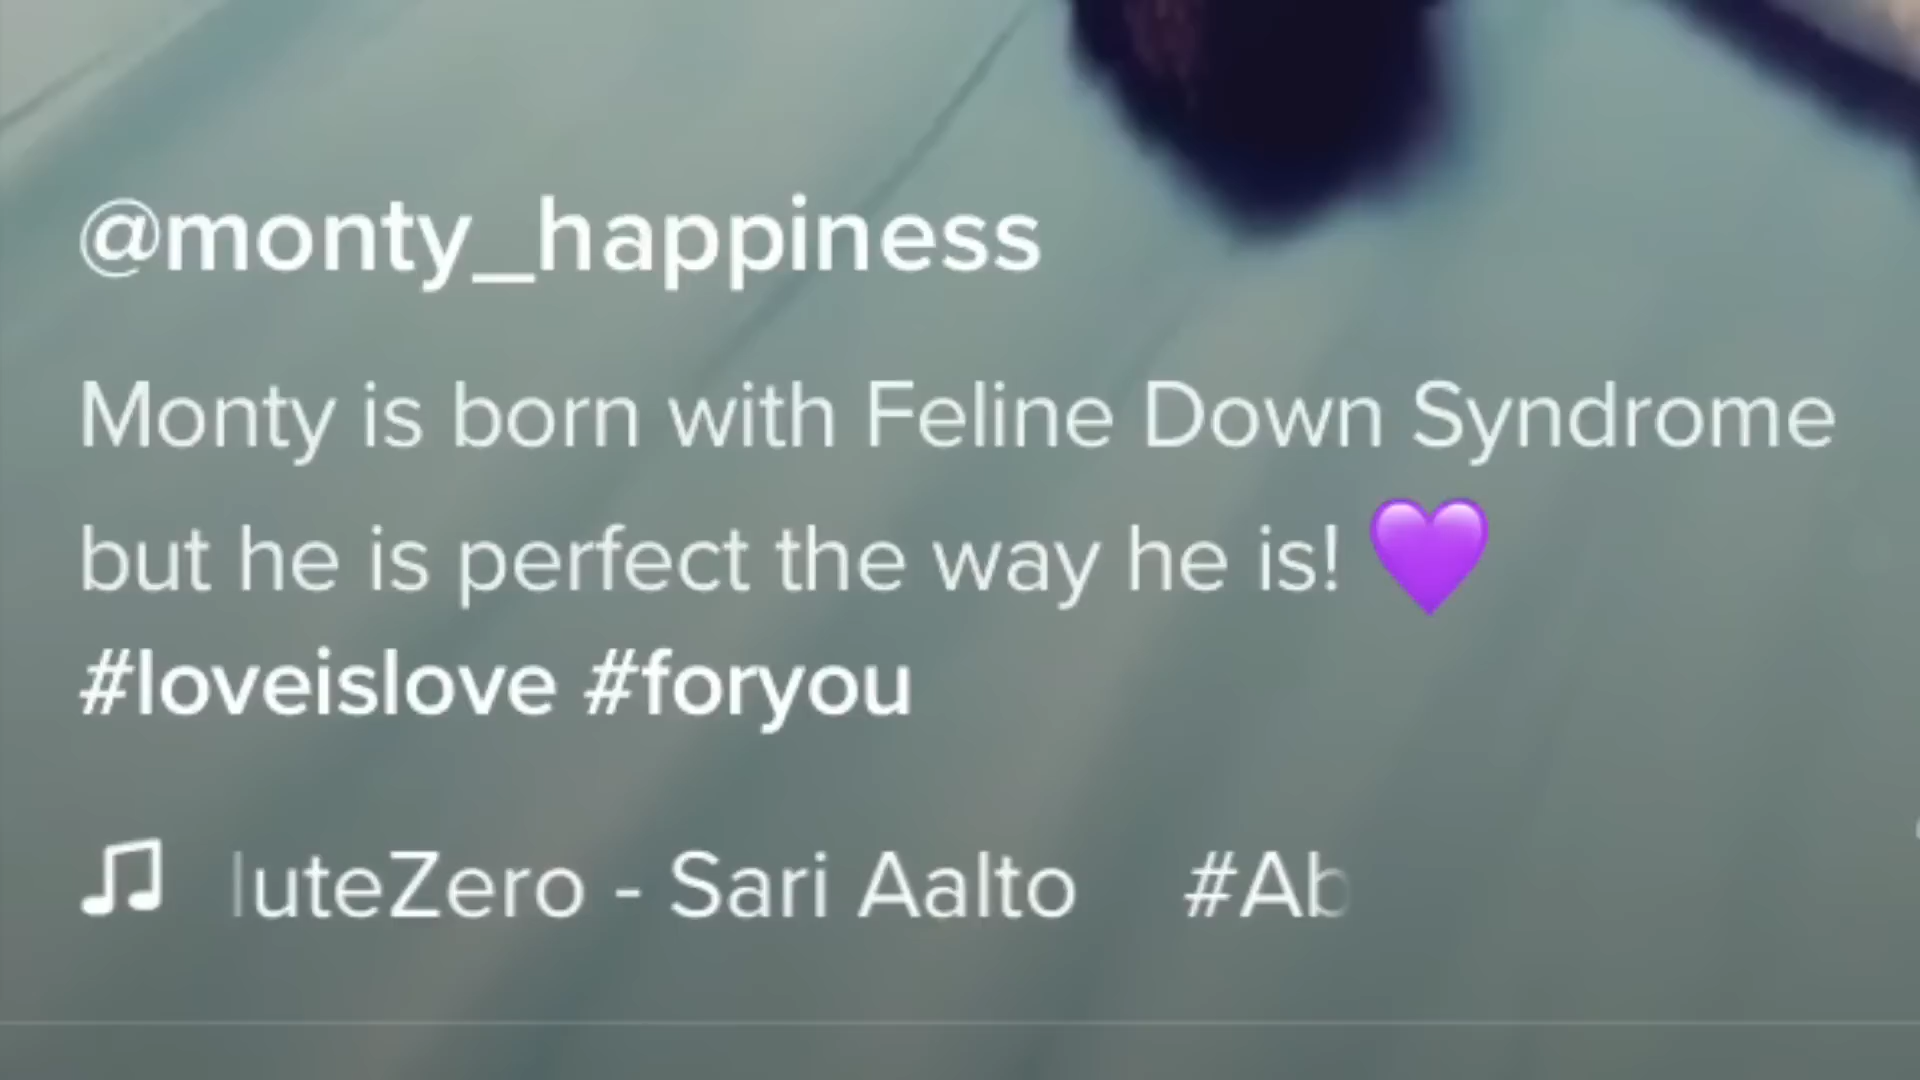 @monty_happiness
Monty is born with Feline Down Syndrome
but he is perfect the way he is! 💜
#loveislove #foryou
luteZero - Sari Aalto #Ab